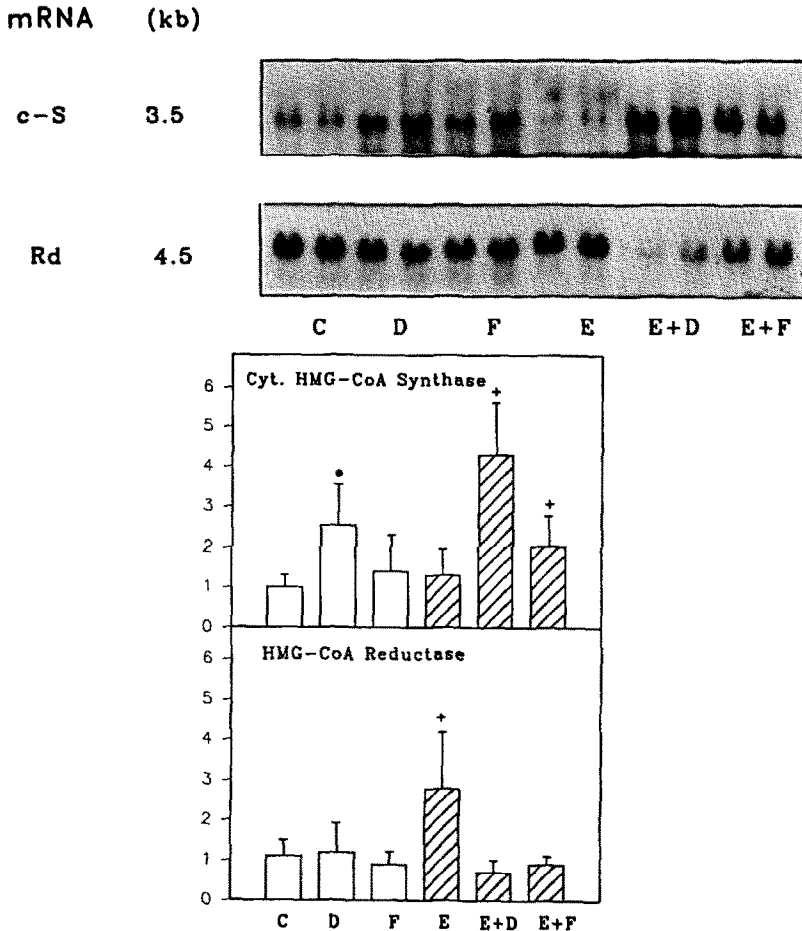 mRNA (kb)
c-S 3.5
Rd 4.5
C D F E E+D E+F
Cyt. HMG-CoA Synthase
6
5
4
3
2
1
0
+
+
HMG-CoA Reductase
6
5
4
3
2
1
0
+
C D F E E+D E+F